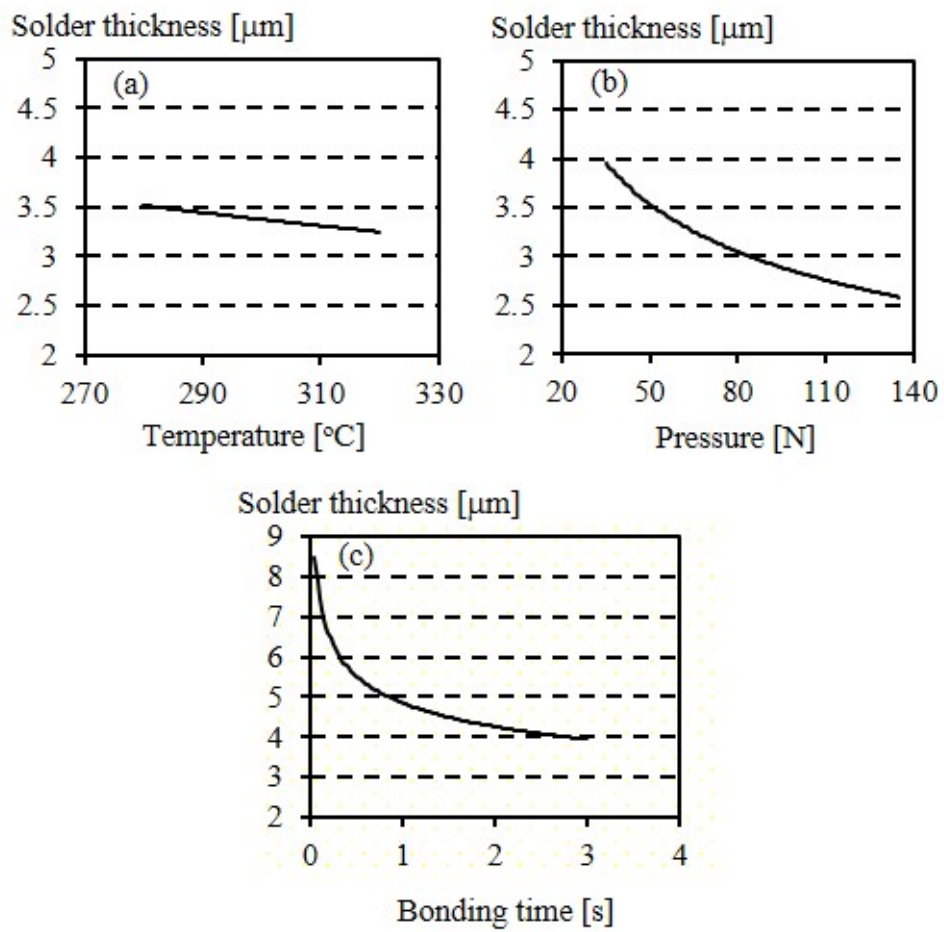 Solder thickness [μm]
(a)
5
4.5
4
3.5
3
2.5
2
270 290 310 330
Temperature [°C]
Solder thickness [μm]
(b)
5
4.5
4
3.5
3
2.5
2
20 50 80 110 140
Pressure [N]
Solder thickness [μm]
(c)
9
8
7
6
5
4
3
2
0 1 2 3 4
Bonding time [s]